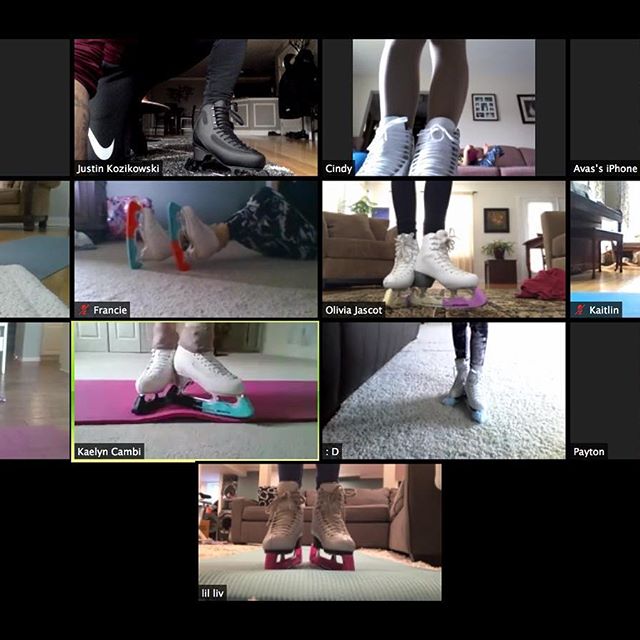 Justin Kozikowski
Cindy
Avas's iPhone
Francie
Olivia Jascot
Kaitlin
Kaelyn Cambi
: D
Payton
lil liv